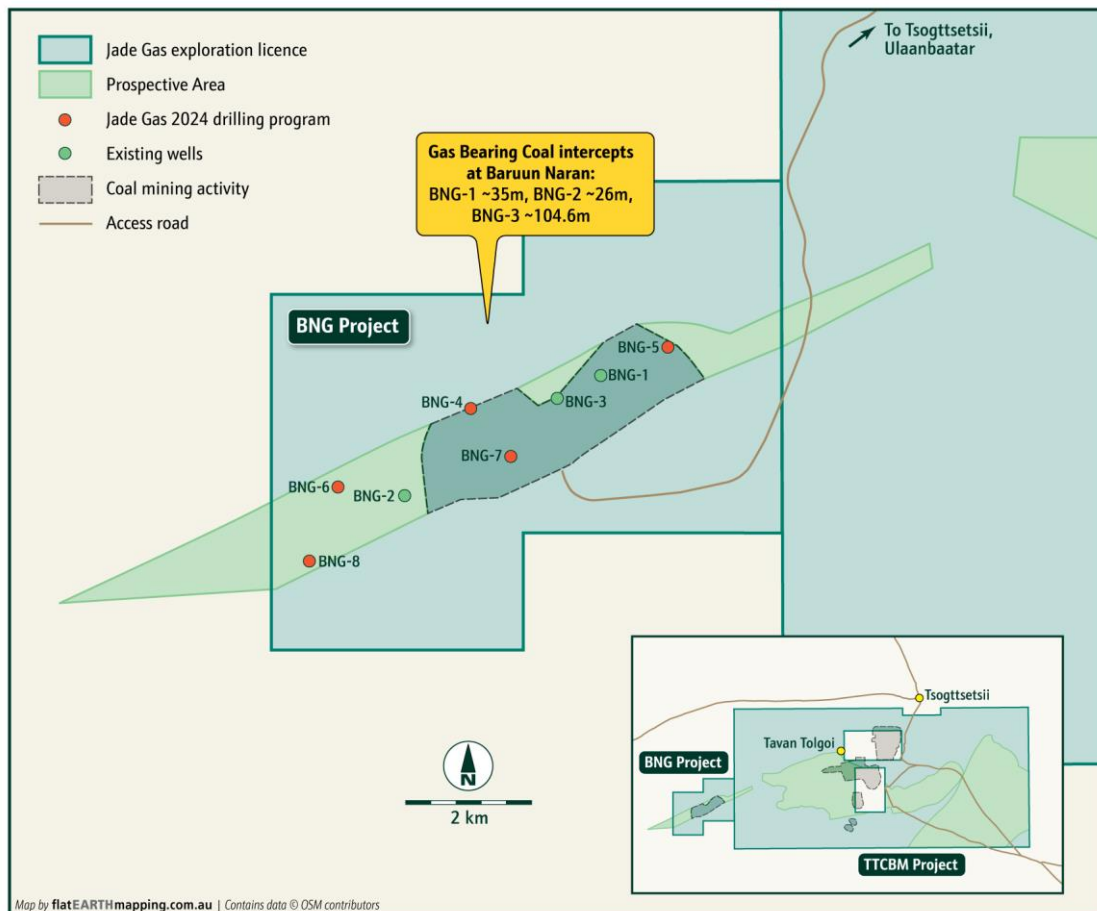 Jade Gas exploration licence
Prospective Area
Jade Gas 2024 drilling program
Existing wells
Coal mining activity
Access road
To Tsogttsetsii,
Ulaanbaatar
Gas Bearing Coal intercepts
at Baruun Naran:
BNG-1 ~35m, BNG-2 ~26m,
BNG-3 ~104.6m
BNG Project
BNG-5
BNG-1
BNG-4
BNG-3
BNG-7
BNG-6
BNG-2
BNG-8
N
2 km
Tsogttsetsii
Tavan Tolgoi
BNG Project
TTCBM Project
Map by flatEARTHmapping.com.au | Contains data © OSM contributors